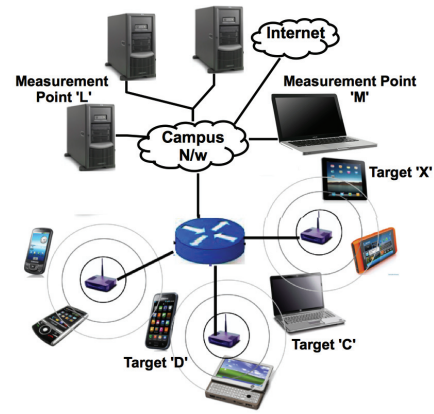 Internet
Measurement
Point 'L'
Measurement Point
'M'
Campus
N/w
Target 'X'
Target 'D'
Target 'C'